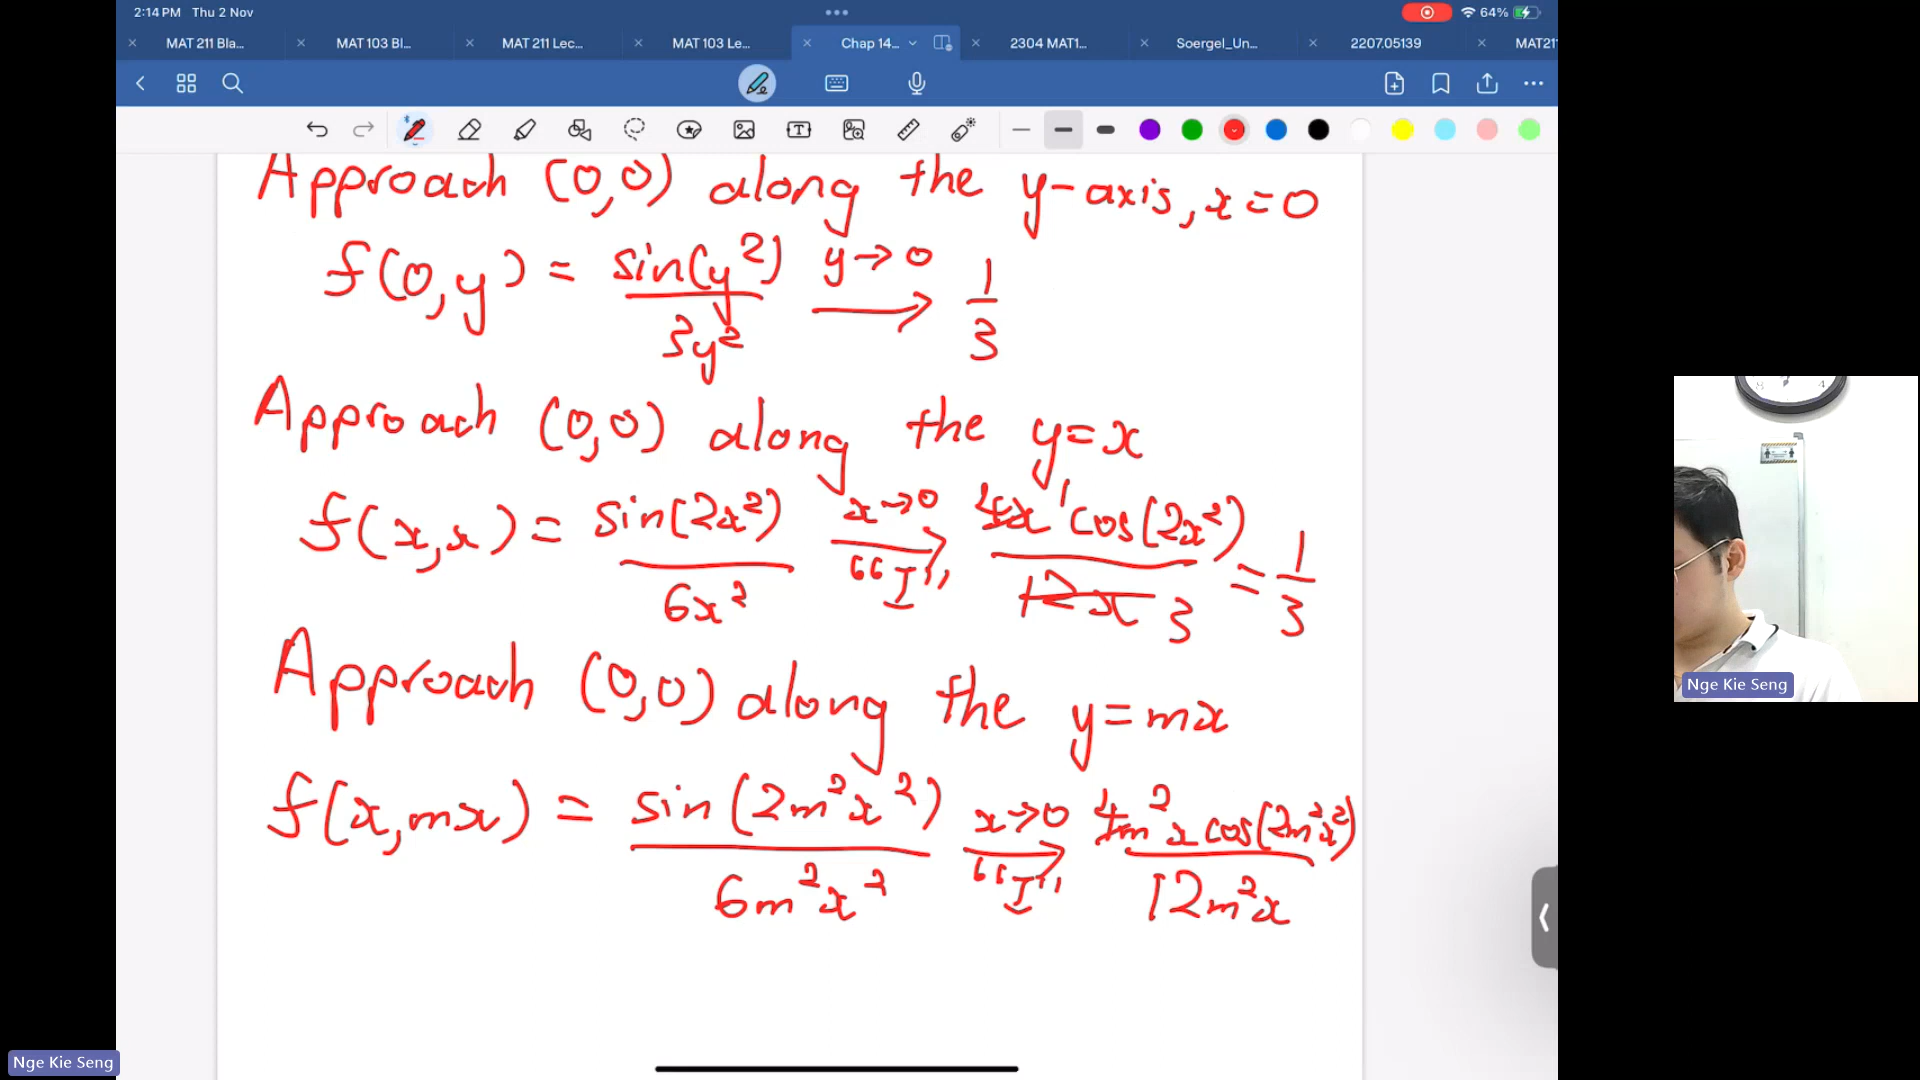 2:14 PM Thu 2 Nov
64%
MAT 211 Bla...
MAT 103 Bl...
MAT 211 Lec...
MAT 103 Le...
Chap 14...
2304 MAT1...
Soergel_Un...
2207.05139
MAT21
Approach (0,0) along the y-axis, x=0
f(0,y) = sin(y²)/3y² y→0 ⟶ 1/3
Approach (0,0) along the y=x
f(x,x) = sin(2x²)/6x² x→0 ⟶ "I" 4x 1 cos(2x²)/12x 3 = 1/3
Approach (0,0) along the y=mx
f(x,mx) = sin(2m²x²)/6m²x² x→0 ⟶ "I" 4m²x cos(2m²x²)/12m²x
Nge Kie Seng
Nge Kie Seng